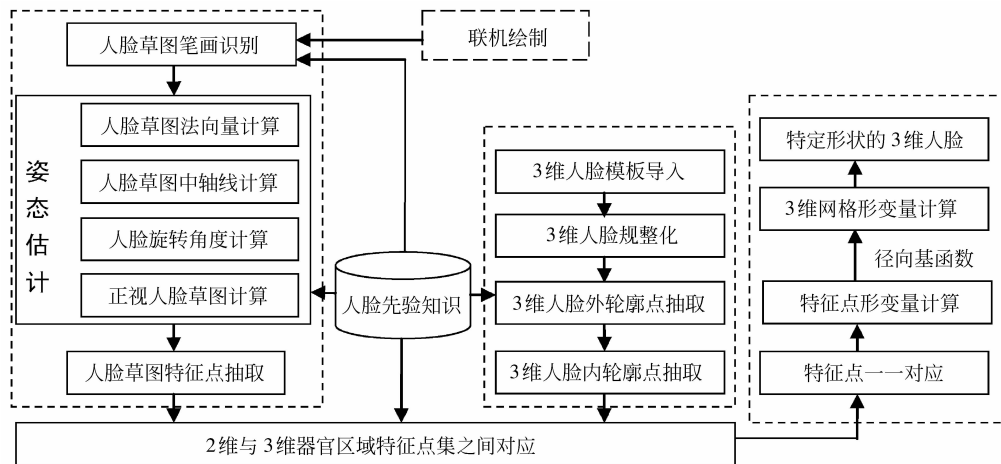 人脸草图笔画识别
联机绘制
姿态估计
人脸草图法向量计算
人脸草图中轴线计算
人脸旋转角度计算
正视人脸草图计算
人脸草图特征点抽取
人脸先验知识
3维人脸模板导入
3维人脸规整化
3维人脸外轮廓点抽取
3维人脸内轮廓点抽取
2维与3维器官区域特征点集之间对应
特定形状的3维人脸
3维网格形变量计算
径向基函数
特征点形变量计算
特征点一一对应